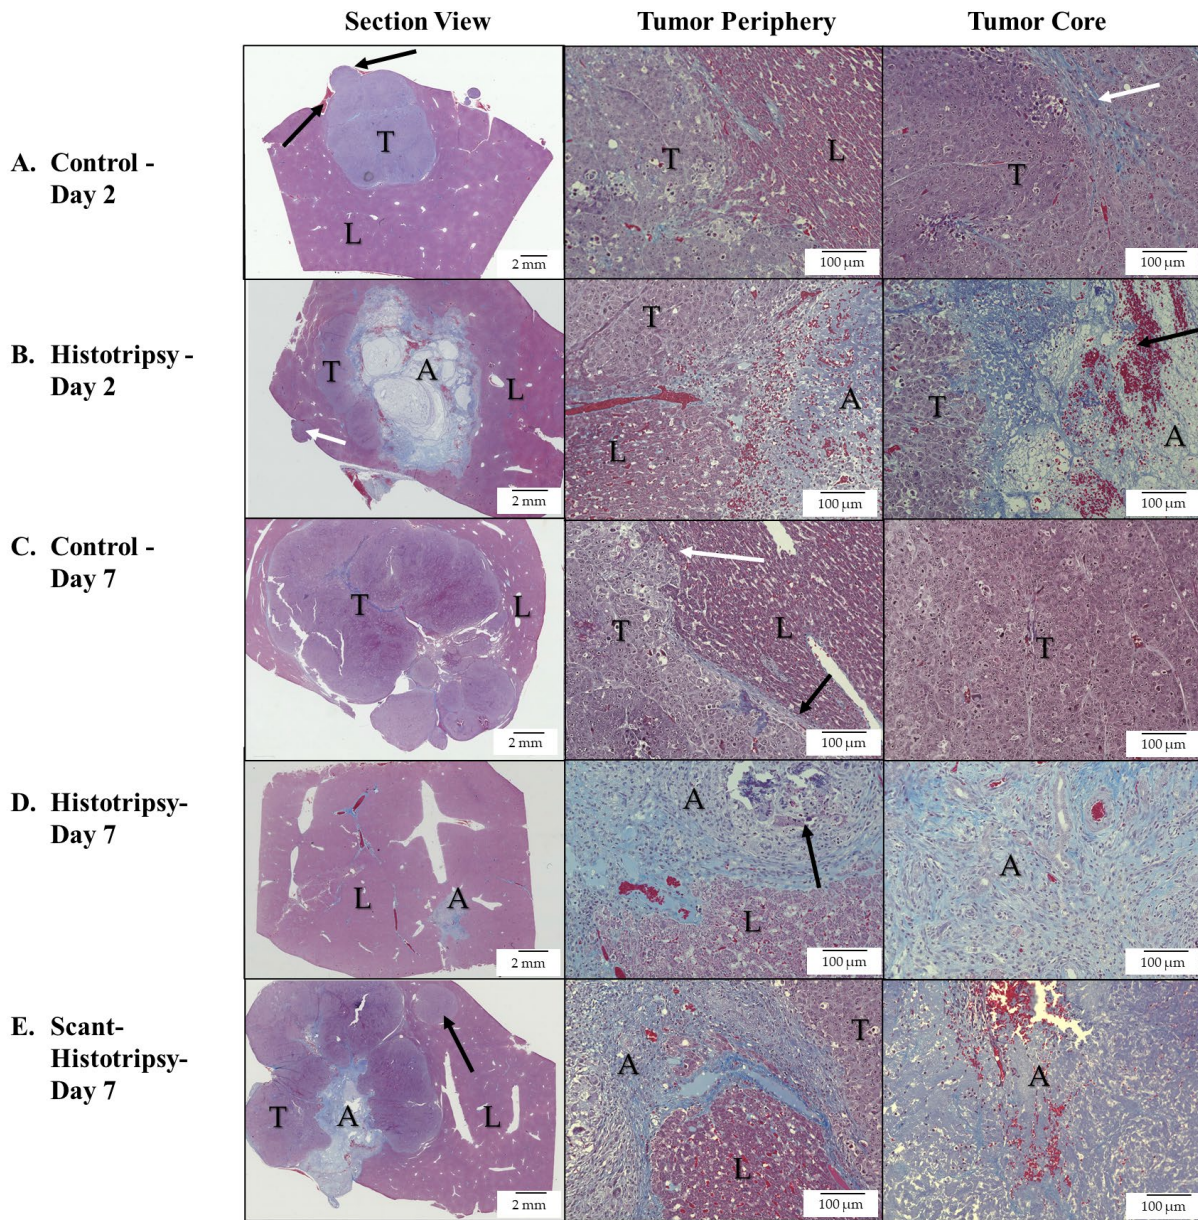 Section View Tumor Periphery Tumor Core
A. Control -
Day 2
T
L
2 mm
T
L
100 µm
T
100 µm
B. Histotripsy -
Day 2
T
A
L
2 mm
T
A
L
100 µm
T
A
100 µm
C. Control -
Day 7
T
L
2 mm
T
L
100 µm
T
100 µm
D. Histotripsy-
Day 7
L
A
2 mm
A
L
100 µm
A
100 µm
E. Scant-
Histotripsy-
Day 7
T
A
L
2 mm
A
T
L
100 µm
A
100 µm